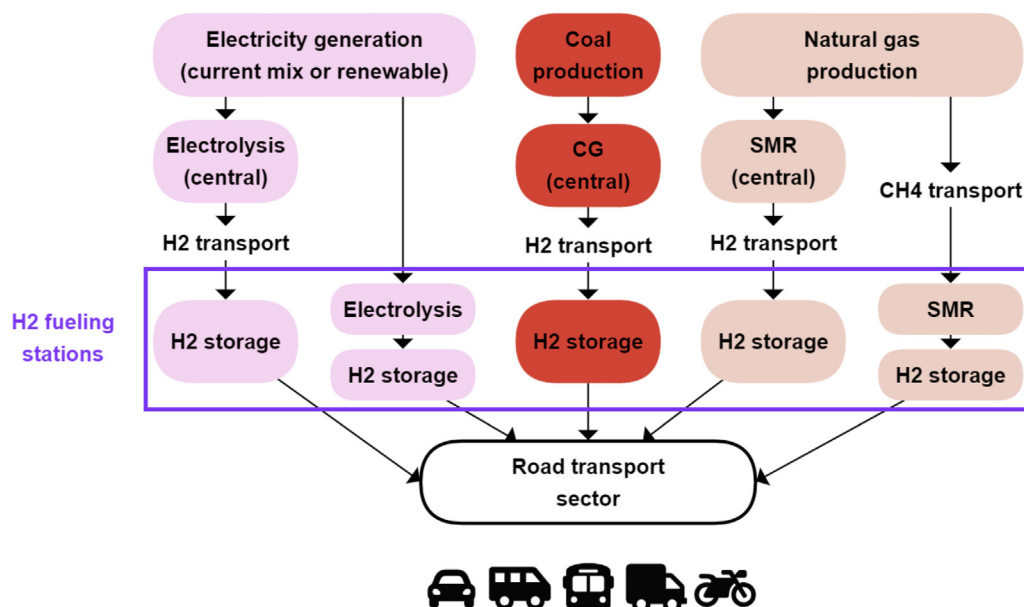 Electricity generation
(current mix or renewable)
Coal
production
Natural gas
production
Electrolysis
(central)
CG
(central)
SMR
(central)
CH4 transport
H2 transport
H2 transport
H2 transport
H2 fueling
stations
H2 storage
Electrolysis
H2 storage
H2 storage
H2 storage
SMR
H2 storage
Road transport
sector